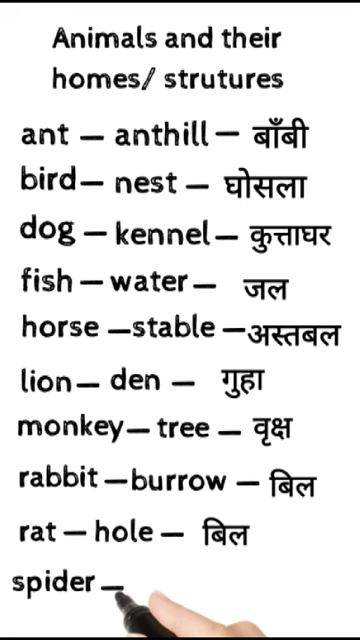 Animals and their
homes/ strutures
ant – anthill – बाँबी
bird– nest – घोसला
dog – kennel – कुत्ताघर
fish – water – जल
horse –stable –अस्तबल
lion – den – गुहा
monkey– tree – वृक्ष
rabbit –burrow – बिल
rat – hole – बिल
spider –